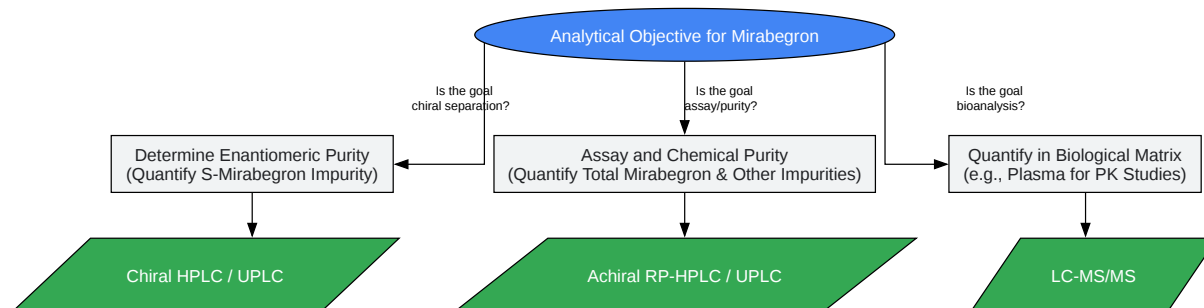 Analytical Objective for Mirabegron
Is the goal
chiral separation?
Is the goal
assay/purity?
Is the goal
bioanalysis?
Determine Enantiomeric Purity
(Quantify S-Mirabegron Impurity)
Assay and Chemical Purity
(Quantify Total Mirabegron & Other Impurities)
Quantify in Biological Matrix
(e.g., Plasma for PK Studies)
Chiral HPLC / UPLC
Achiral RP-HPLC / UPLC
LC-MS/MS